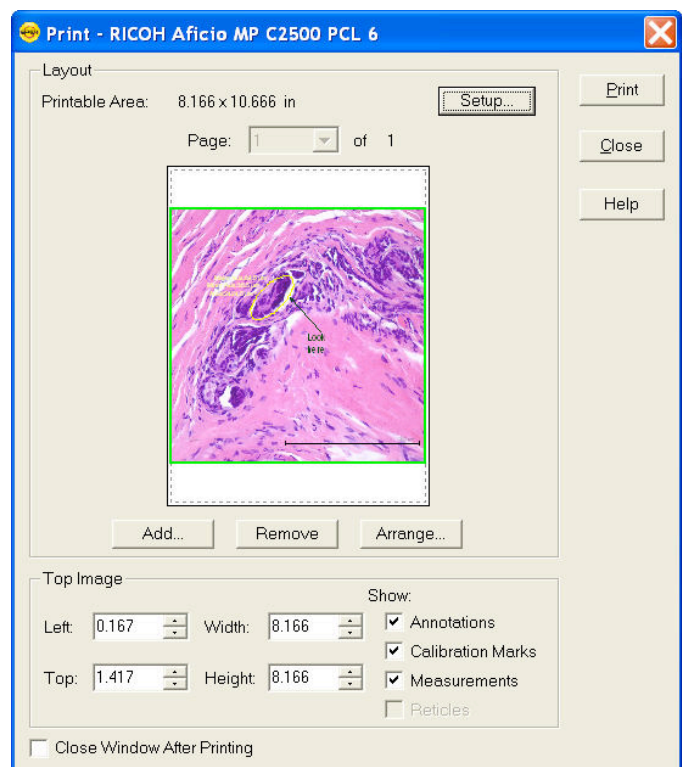 Print - RICOH Aficio MP C2500 PCL 6
Layout
Printable Area: 8.166 x 10.666 in
Setup...
Print
Page: 1 of 1
Close
Help
Look
here
Add... Remove Arrange...
Top Image
Show:
Left: 0.167 Width: 8.166
Annotations
Calibration Marks
Top: 1.417 Height: 8.166
Measurements
Reticles
Close Window After Printing